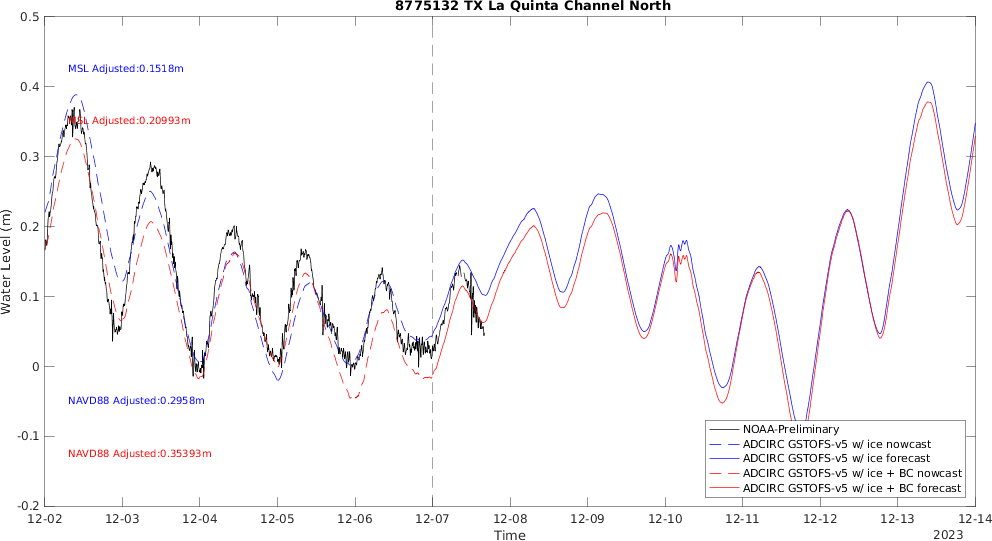 8775132 TX La Quinta Channel North
Water Level (m)
0.5
0.4
0.3
0.2
0.1
0
-0.1
-0.2
MSL Adjusted:0.1518m
MSL Adjusted:0.20993m
NAVD88 Adjusted:0.2958m
NAVD88 Adjusted:0.35393m
NOAA-Preliminary
ADCIRC GSTOFS-v5 w/ ice nowcast
ADCIRC GSTOFS-v5 w/ ice forecast
ADCIRC GSTOFS-v5 w/ ice + BC nowcast
ADCIRC GSTOFS-v5 w/ ice + BC forecast
12-02 12-03 12-04 12-05 12-06 12-07 12-08 12-09 12-10 12-11 12-12 12-13 12-14
Time
2023